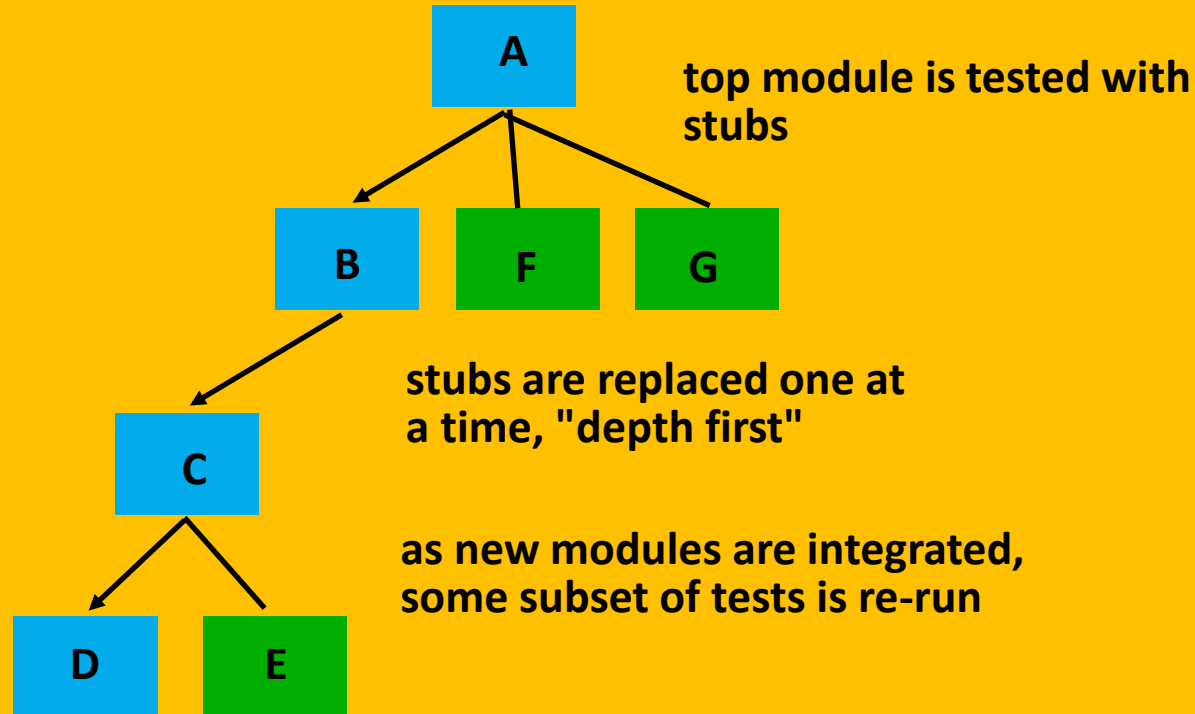 A
top module is tested with
stubs
B
F
G
stubs are replaced one at
a time, "depth first"
C
as new modules are integrated,
some subset of tests is re-run
D
E